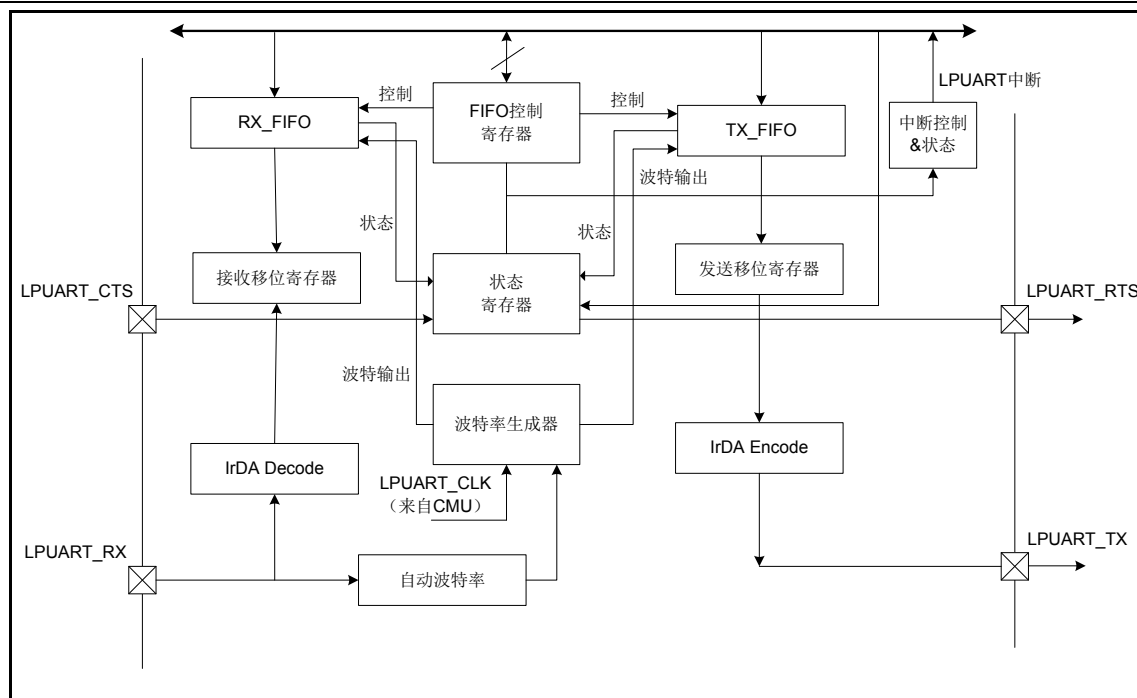 LPUART中断
控制
控制
RX_FIFO
FIFO控制
寄存器
TX_FIFO
中断控制
&状态
波特输出
状态
状态
接收移位寄存器
状态
寄存器
发送移位寄存器
LPUART_CTS
LPUART_RTS
波特输出
波特率生成器
IrDA Decode
IrDA Encode
LPUART_CLK
（来自CMU）
LPUART_RX
LPUART_TX
自动波特率